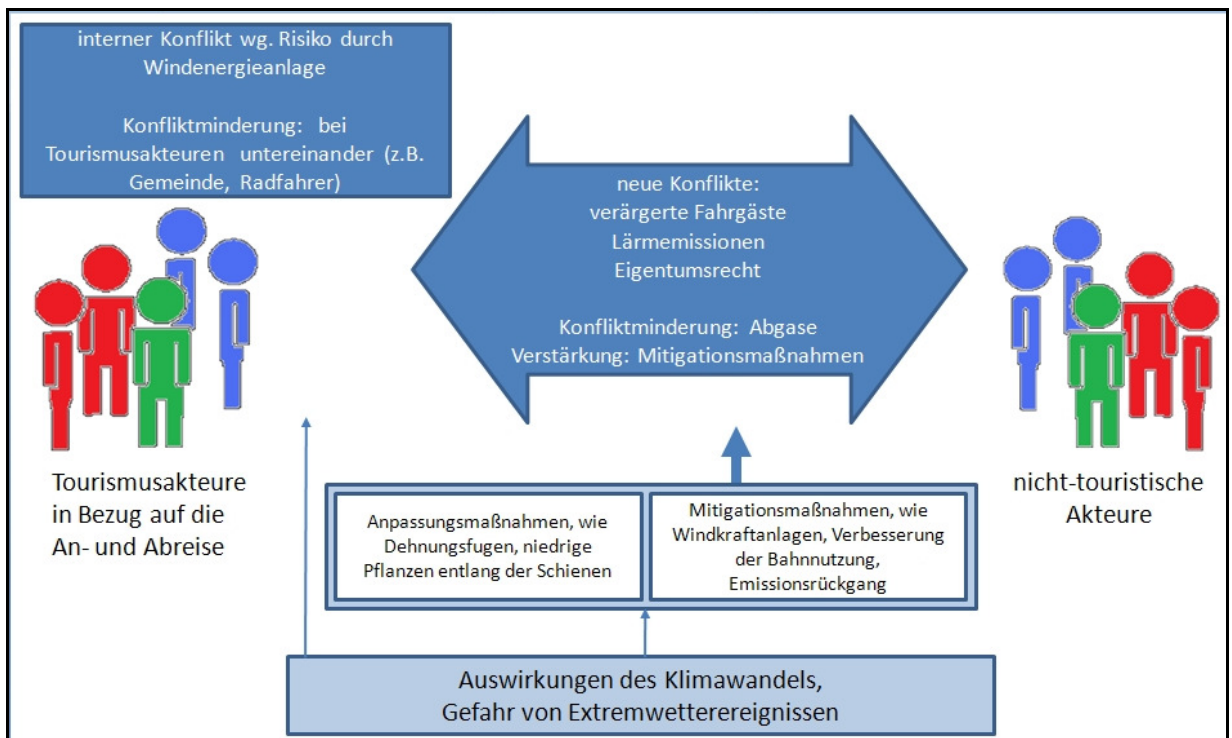 interner Konflikt wg. Risiko durch
Windenergieanlage
Konfliktminderung: bei
Tourismusakteuren untereinander (z.B.
Gemeinde, Radfahrer)
neue Konflikte:
verärgerte Fahrgäste
Lärmemissionen
Eigentumsrecht
Konfliktminderung: Abgase
Verstärkung: Mitigationsmaßnahmen
Tourismusakteure
in Bezug auf die
An- und Abreise
nicht-touristische
Akteure
Anpassungsmaßnahmen, wie
Dehnungsfugen, niedrige
Pflanzen entlang der Schienen
Mitigationsmaßnahmen, wie
Windkraftanlagen, Verbesserung
der Bahnnutzung,
Emissionsrückgang
Auswirkungen des Klimawandels,
Gefahr von Extremwetterereignissen